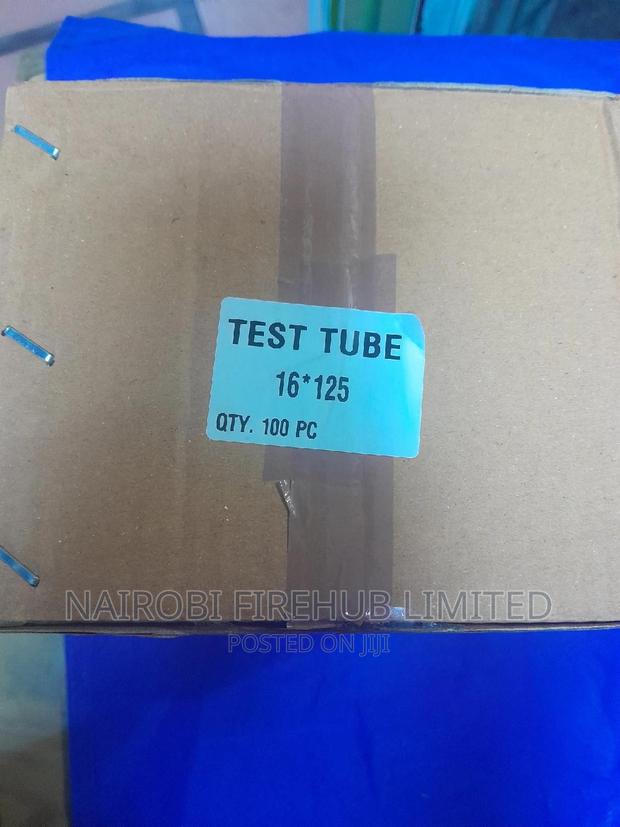 TEST TUBE
16*125
QTY. 100 PC
NAIROBI FIREHUB LIMITED
POSTED ON JIJI